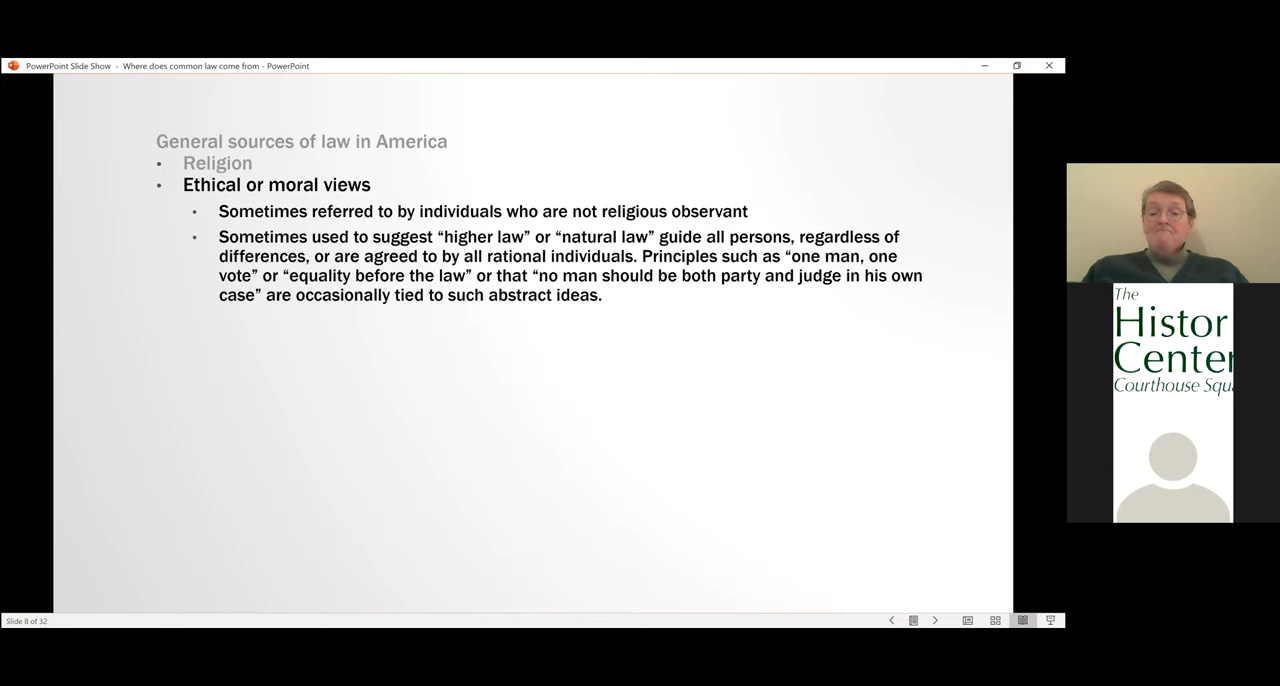 PowerPoint Slide Show - Where does common law come from - PowerPoint
General sources of law in America
• Religion
• Ethical or moral views
• Sometimes referred to by individuals who are not religious observant
• Sometimes used to suggest “higher law” or “natural law” guide all persons, regardless of
differences, or are agreed to by all rational individuals. Principles such as “one man, one
vote” or “equality before the law” or that “no man should be both party and judge in his own
case” are occasionally tied to such abstract ideas.
The
Histor
Center
Courthouse Squ
Slide 8 of 32